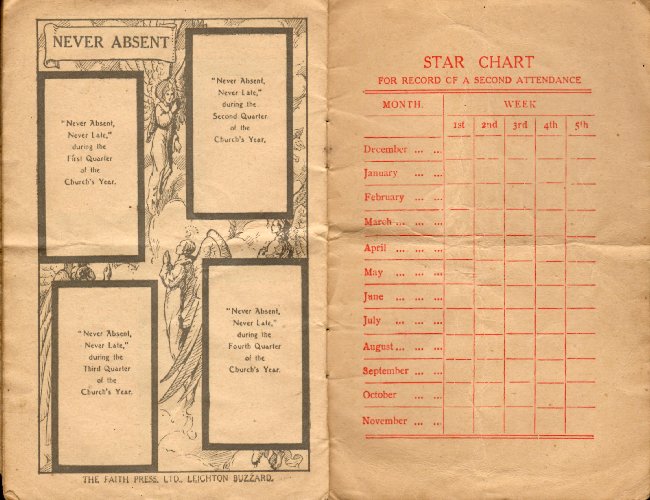 NEVER ABSENT
"Never Absent,
Never Late,"
during the
First Quarter
of the
Church's Year.
"Never Absent,
Never Late,"
during the
Second Quarter
of the
Church's Year.
"Never Absent,
Never Late,"
during the
Third Quarter
of the
Church's Year.
"Never Absent,
Never Late,"
during the
Fourth Quarter
of the
Church's Year.
THE FAITH PRESS, LTD., LEIGHTON BUZZARD.
STAR CHART
FOR RECORD OF A SECOND ATTENDANCE
MONTH. WEEK
1st 2nd 3rd 4th 5th
December ... ...
January ... ...
February ... ...
March ... ...
April ... ...
May ... ...
June ... ...
July ... ...
August ... ...
September ... ...
October ... ...
November ... ...